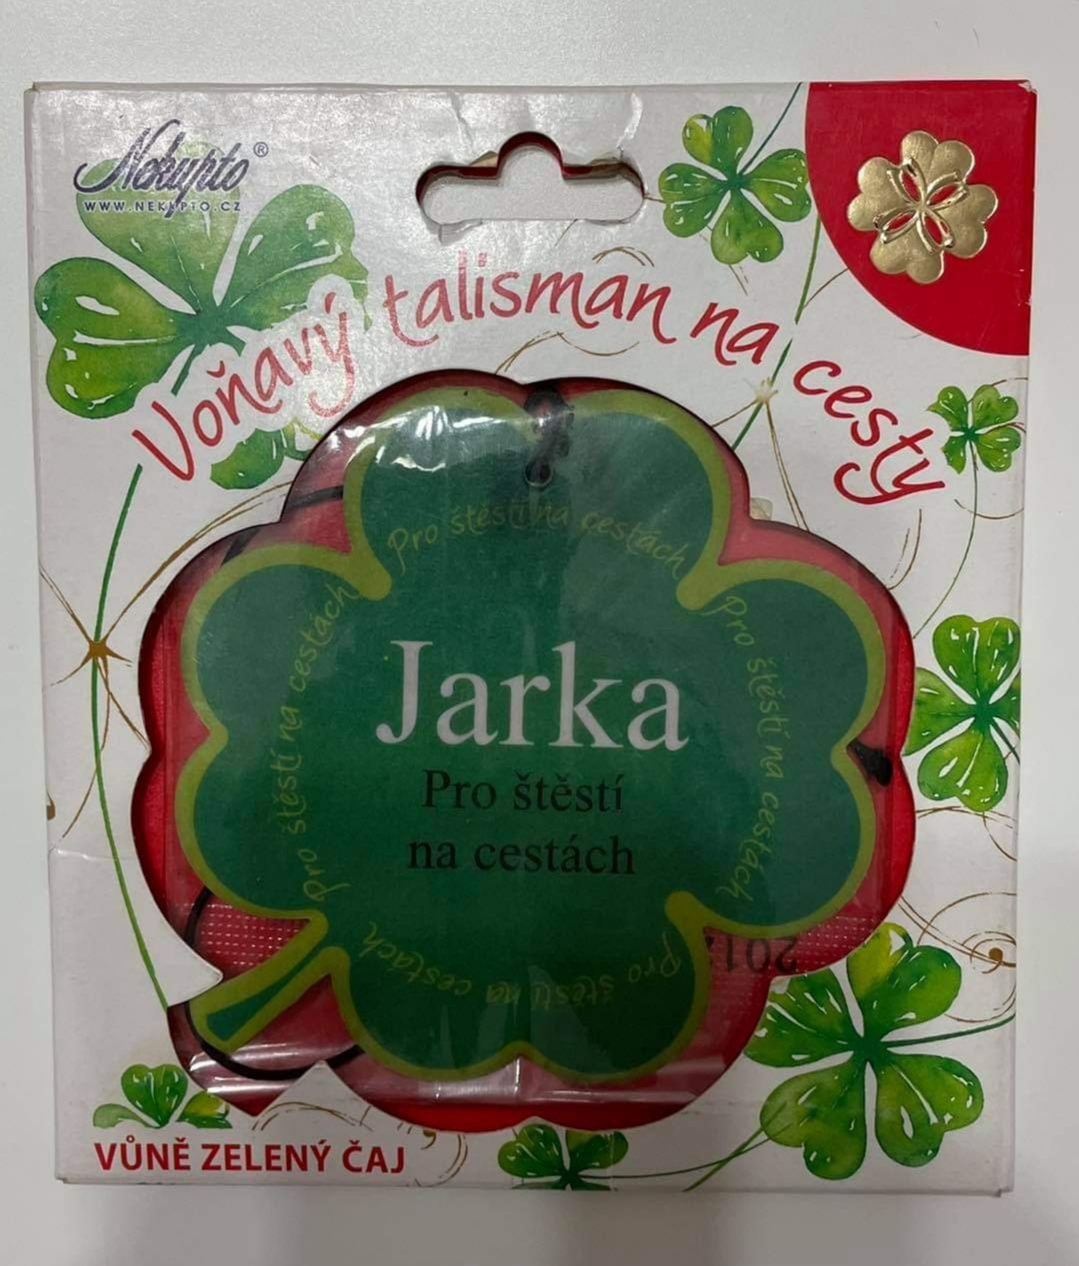 Nekupto®
WWW.NEKUPTO.CZ
Voňavý talisman na cesty
Pro štěstí na cestách
Pro štěstí na cestách
Pro štěstí na cestách
Jarka
Pro štěstí
na cestách
Pro štěstí na cestách
VŮNĚ ZELENÝ ČAJ